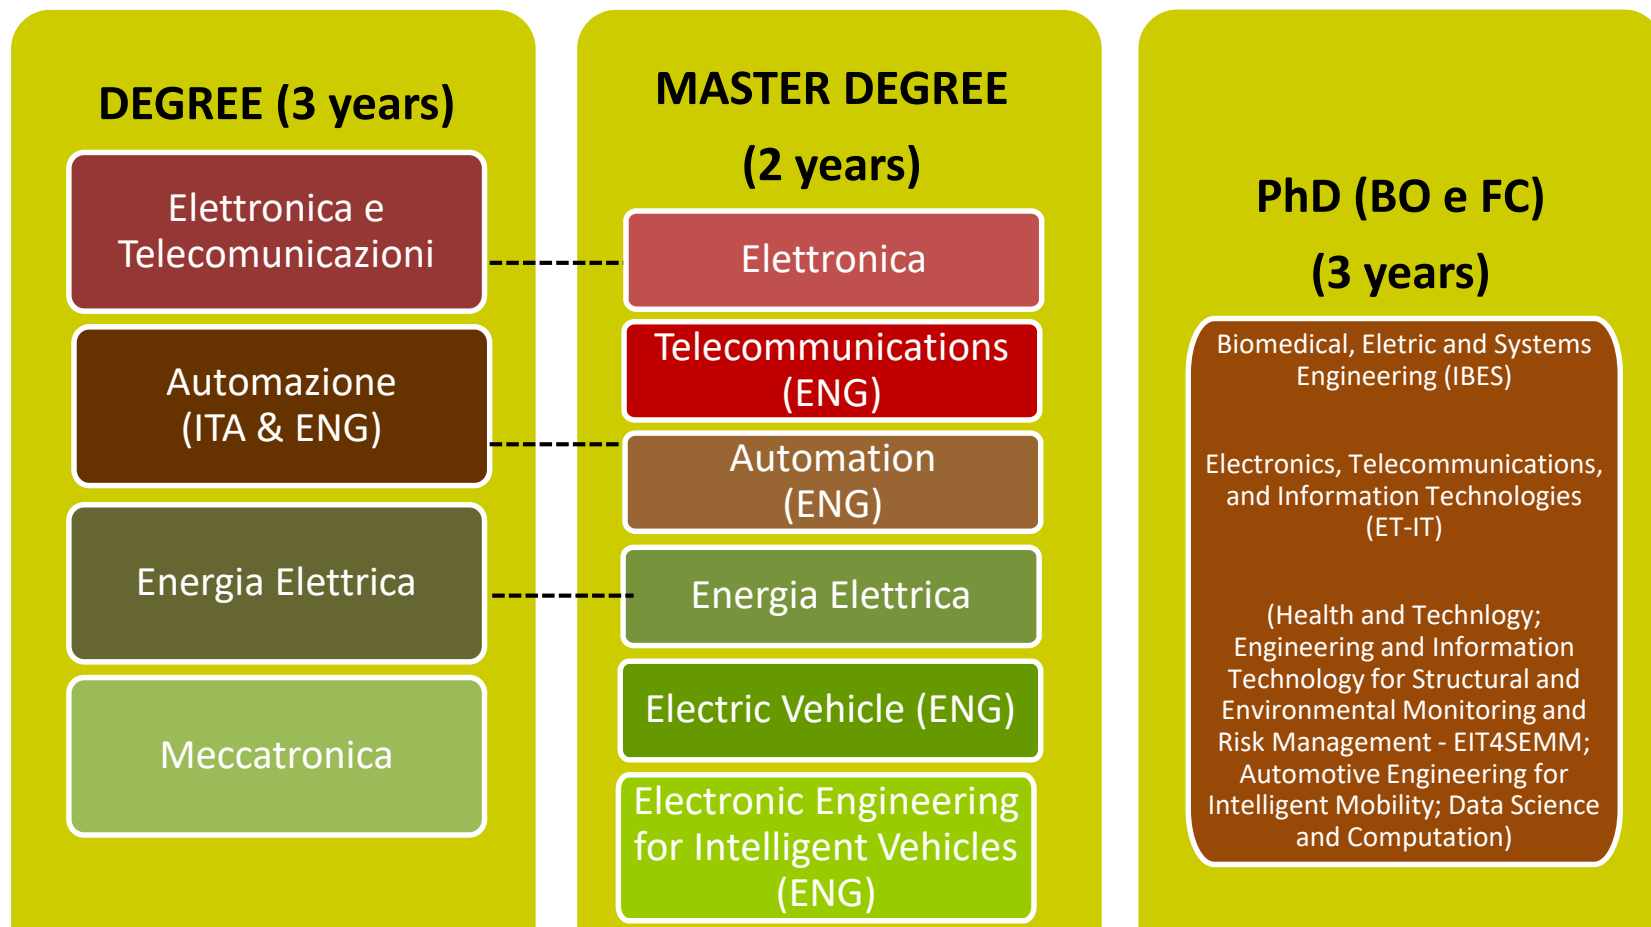 DEGREE (3 years)
Elettronica e
Telecomunicazioni
Automazione
(ITA & ENG)
Energia Elettrica
Meccatronica
MASTER DEGREE
(2 years)
Elettronica
Telecommunications
(ENG)
Automation
(ENG)
Energia Elettrica
Electric Vehicle (ENG)
Electronic Engineering
for Intelligent Vehicles
(ENG)
PhD (BO e FC)
(3 years)
Biomedical, Eletric and Systems
Engineering (IBES)
Electronics, Telecommunications,
and Information Technologies
(ET-IT)
(Health and Technlogy;
Engineering and Information
Technology for Structural and
Environmental Monitoring and
Risk Management - EIT4SEMM;
Automotive Engineering for
Intelligent Mobility; Data Science
and Computation)